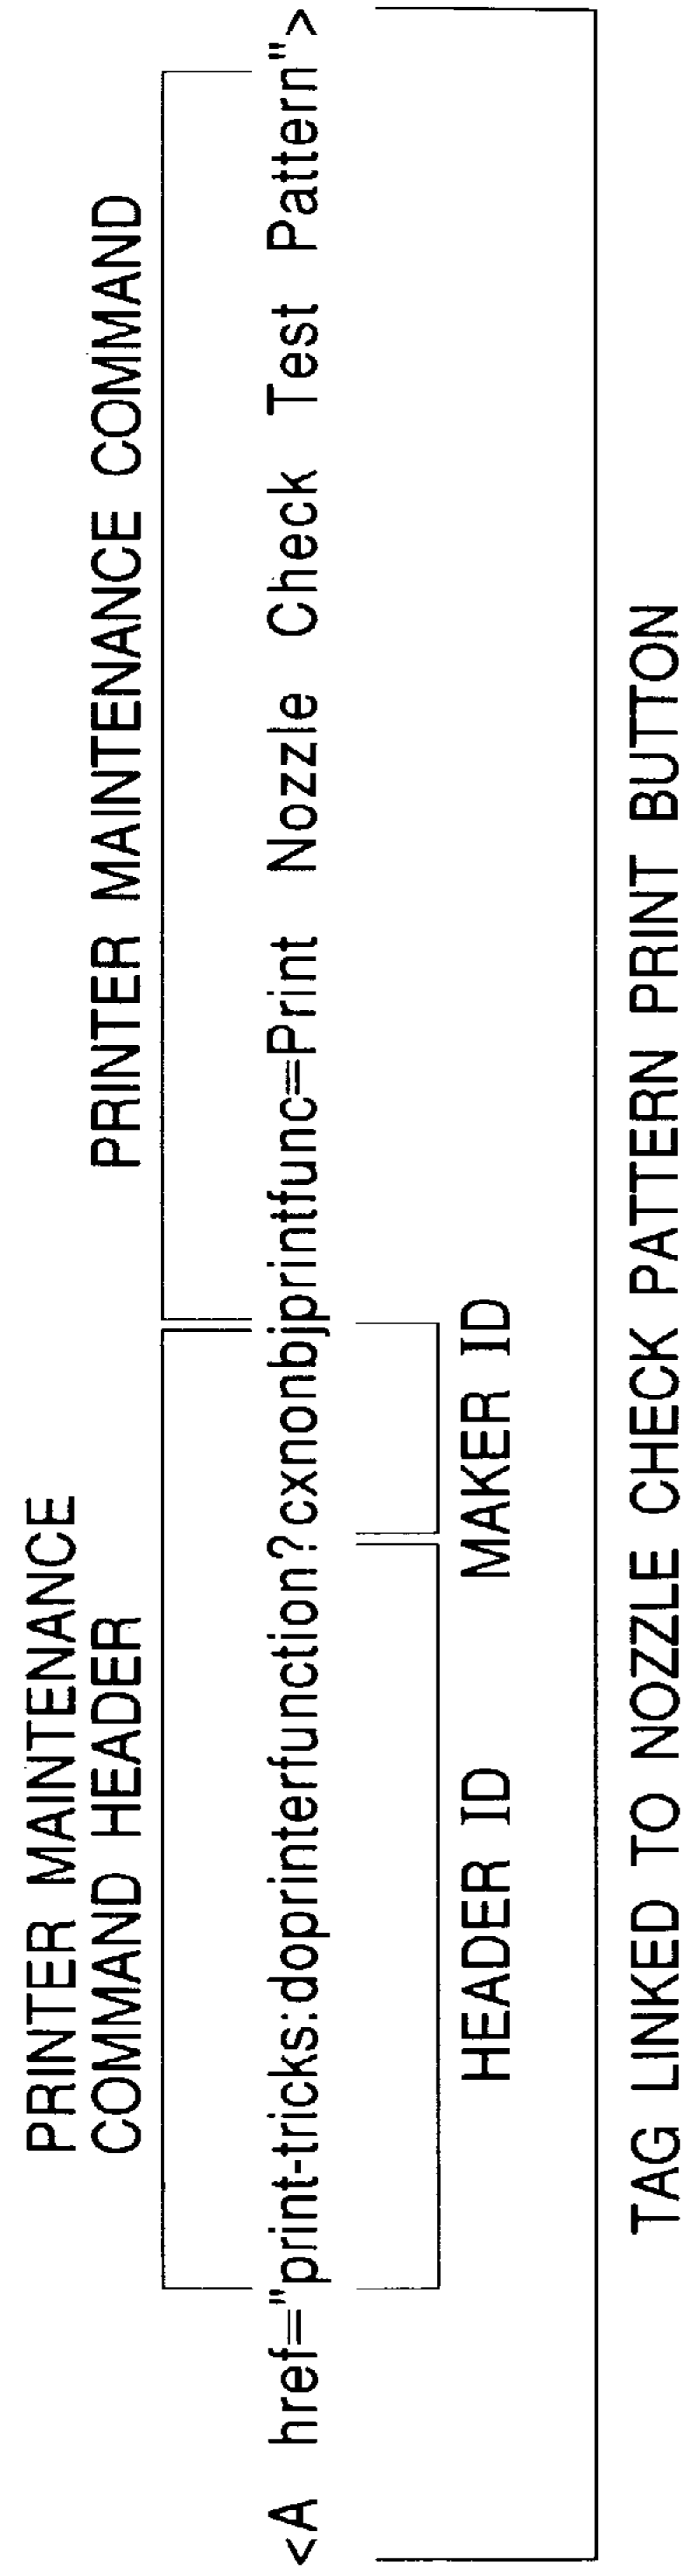 PRINTER MAINTENANCE
COMMAND HEADER
PRINTER MAINTENANCE COMMAND
<A href="print-tricks:doprinterfunction?cxnonbjprintfunc=Print Nozzle Check Test Pattern">
HEADER ID
MAKER ID
TAG LINKED TO NOZZLE CHECK PATTERN PRINT BUTTON